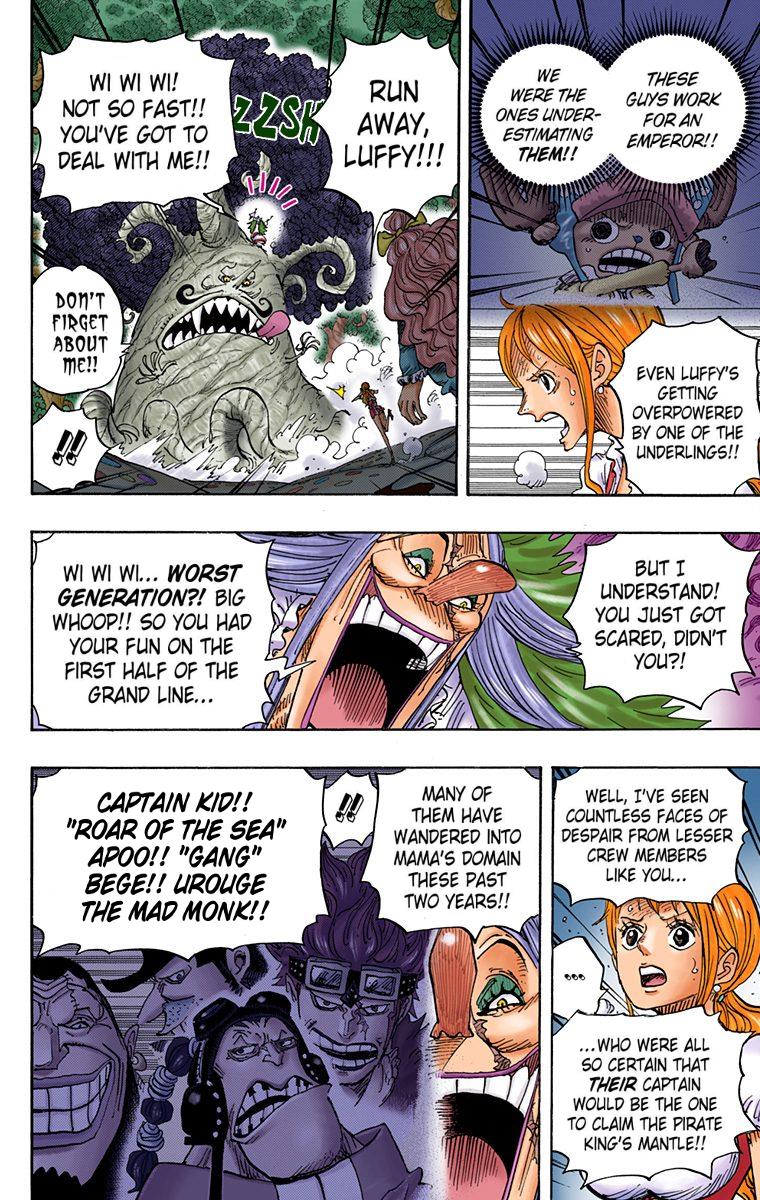 THESE
GUYS WORK
FOR AN
EMPEROR!!
WE
WERE THE
ONES UNDER-
ESTIMATING
THEM!!
EVEN LUFFY'S
GETTING
OVERPOWERED
BY ONE OF THE
UNDERLINGS!!
RUN
AWAY,
LUFFY!!!
ZZSH
WI WI WI!
NOT SO FAST!!
YOU'VE GOT TO
DEAL WITH ME!!
DON'T
FIRGET
ABOUT
ME!!
!!
BUT I
UNDERSTAND!
YOU JUST GOT
SCARED, DIDN'T
YOU?!
WI WI WI... WORST
GENERATION?! BIG
WHOOP!! SO YOU HAD
YOUR FUN ON THE
FIRST HALF OF THE
GRAND LINE...
WELL, I'VE SEEN
COUNTLESS FACES OF
DESPAIR FROM LESSER
CREW MEMBERS
LIKE YOU...
...
...WHO WERE ALL
SO CERTAIN THAT
THEIR CAPTAIN
WOULD BE THE ONE
TO CLAIM THE PIRATE
KING'S MANTLE!!
MANY OF
THEM HAVE
WANDERED INTO
MAMA'S DOMAIN
THESE PAST
TWO YEARS!!
!!
CAPTAIN KID!!
"ROAR OF THE SEA"
APOO!! "GANG"
BEGE!! UROUGE
THE MAD MONK!!